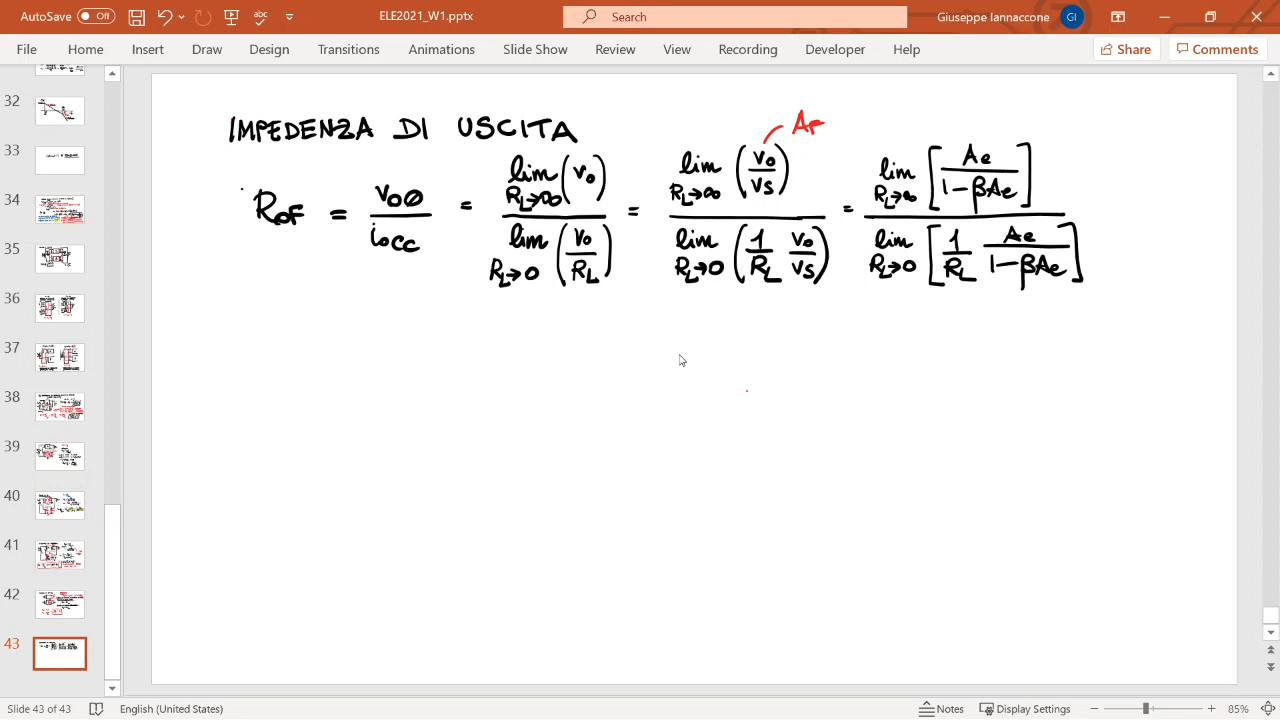 AutoSave Off ELE2021_W1.pptx Search Giuseppe Iannaccone GI
File Home Insert Draw Design Transitions Animations Slide Show Review View Recording Developer Help Share Comments
32
33
34
35
36
37
38
39
40
41
42
43
IMPEDENZA DI USCITA
AF
ROF = vo∅ / iocc = lim RL→∞ (vo) / lim RL→0 (vo/RL) = lim RL→∞ (vo/vs) / lim RL→0 (1/RL vo/vs) = lim RL→∞ [Ae/(1-βAe)] / lim RL→0 [1/RL Ae/(1-βAe)]
Slide 43 of 43 English (United States) Notes Display Settings 85%